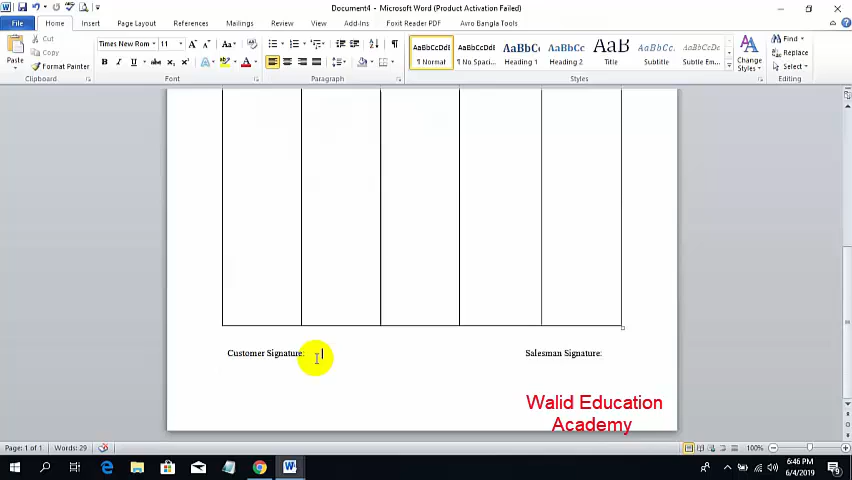 Document4 - Microsoft Word (Product Activation Failed)
File Home Insert Page Layout References Mailings Review View Add-Ins Foxit Reader PDF Avro Bangla Tools
Paste
Cut
Copy
Format Painter
Clipboard
Times New Rom 11
Font
Paragraph
AaBbCcDdI AaBbCcDdI AaBbCc AaBbCc AaB AaBbCc. AaBbCcDc
¶ Normal ¶ No Spaci... Heading 1 Heading 2 Title Subtitle Subtle Em...
Change Styles
Styles
Find
Replace
Select
Editing
Customer Signature: Salesman Signature:
Walid Education
Academy
Page: 1 of 1 Words: 29 100%
6:46 PM
6/4/2019